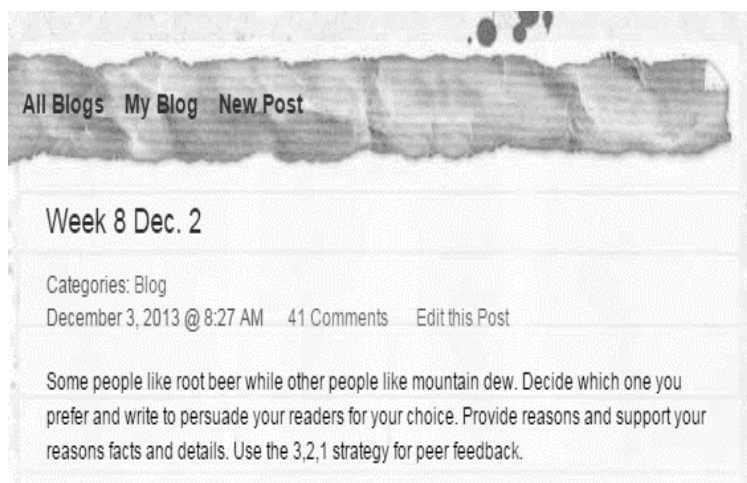 All Blogs My Blog New Post
Week 8 Dec. 2
Categories: Blog
December 3, 2013 @ 8:27 AM 41 Comments Edit this Post
Some people like root beer while other people like mountain dew. Decide which one you
prefer and write to persuade your readers for your choice. Provide reasons and support your
reasons facts and details. Use the 3,2,1 strategy for peer feedback.